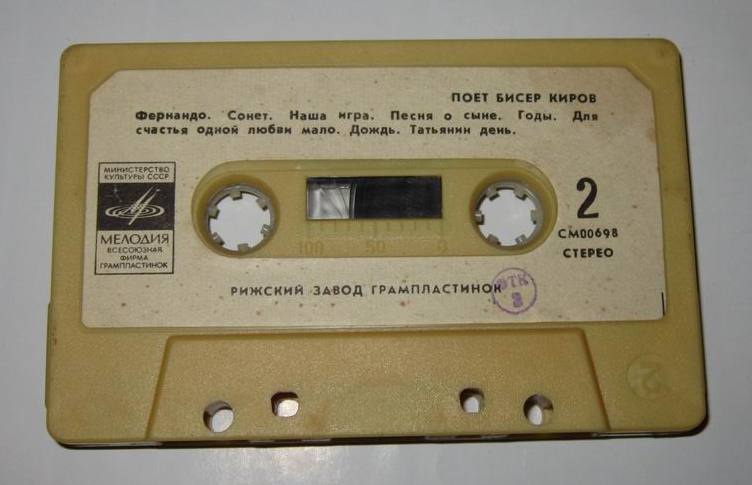 ПОЕТ БИСЕР КИРОВ
Фернандо. Сонет. Наша игра. Песня о сыне. Годы. Для
счастья одной любви мало. Дождь. Татьянин день.
МИНИСТЕРСТВО
КУЛЬТУРЫ СССР
МЕЛОДИЯ
ВСЕСОЮЗНАЯ
ФИРМА
ГРАМПЛАСТИНОК
100 50 0
2
СМ00698
СТЕРЕО
РИЖСКИЙ ЗАВОД ГРАМПЛАСТИНОК
ОТК
3
2